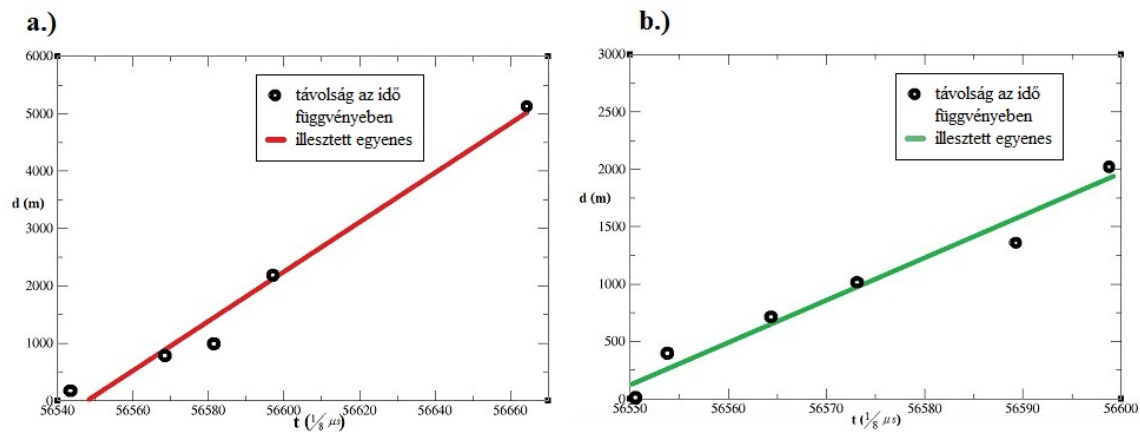 a.)
6000
5000
4000
3000
2000
1000
0
d (m)
távolság az idő
függvényeben
illesztett egyenes
56540
56560
56580
56600
56620
56640
56660
t (1/8 μs)
b.)
3000
2500
2000
1500
1000
500
0
d (m)
távolság az idő
függvényeben
illesztett egyenes
56550
56560
56570
56580
56590
56600
t (1/8 μs)